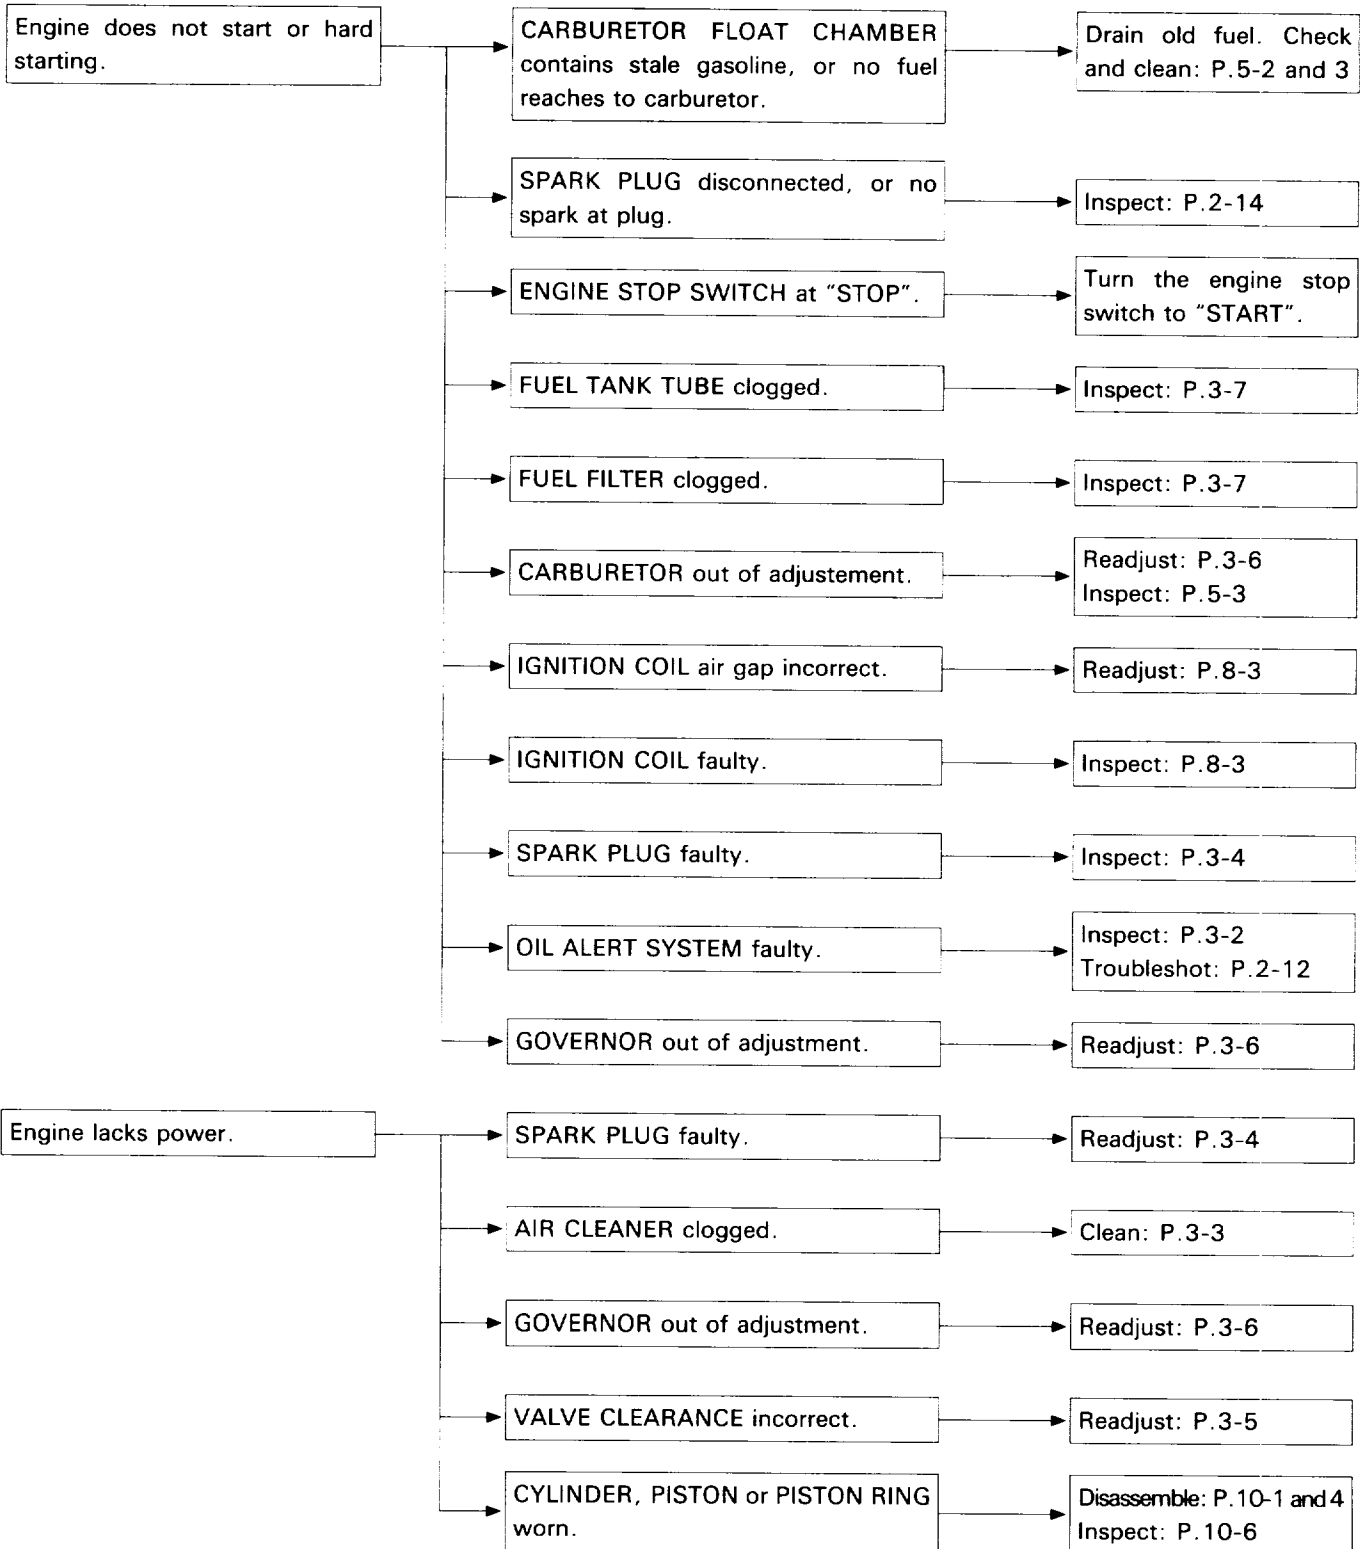 Engine does not start or hard
starting.
CARBURETOR FLOAT CHAMBER
contains stale gasoline, or no fuel
reaches to carburetor.
Drain old fuel. Check
and clean: P.5-2 and 3
SPARK PLUG disconnected, or no
spark at plug.
Inspect: P.2-14
ENGINE STOP SWITCH at “STOP”.
Turn the engine stop
switch to “START”.
FUEL TANK TUBE clogged.
Inspect: P.3-7
FUEL FILTER clogged.
Inspect: P.3-7
CARBURETOR out of adjustement.
Readjust: P.3-6
Inspect: P.5-3
IGNITION COIL air gap incorrect.
Readjust: P.8-3
IGNITION COIL faulty.
Inspect: P.8-3
SPARK PLUG faulty.
Inspect: P.3-4
OIL ALERT SYSTEM faulty.
Inspect: P.3-2
Troubleshot: P.2-12
GOVERNOR out of adjustment.
Readjust: P.3-6
Engine lacks power.
SPARK PLUG faulty.
Readjust: P.3-4
AIR CLEANER clogged.
Clean: P.3-3
GOVERNOR out of adjustment.
Readjust: P.3-6
VALVE CLEARANCE incorrect.
Readjust: P.3-5
CYLINDER, PISTON or PISTON RING
worn.
Disassemble: P.10-1 and 4
Inspect: P.10-6